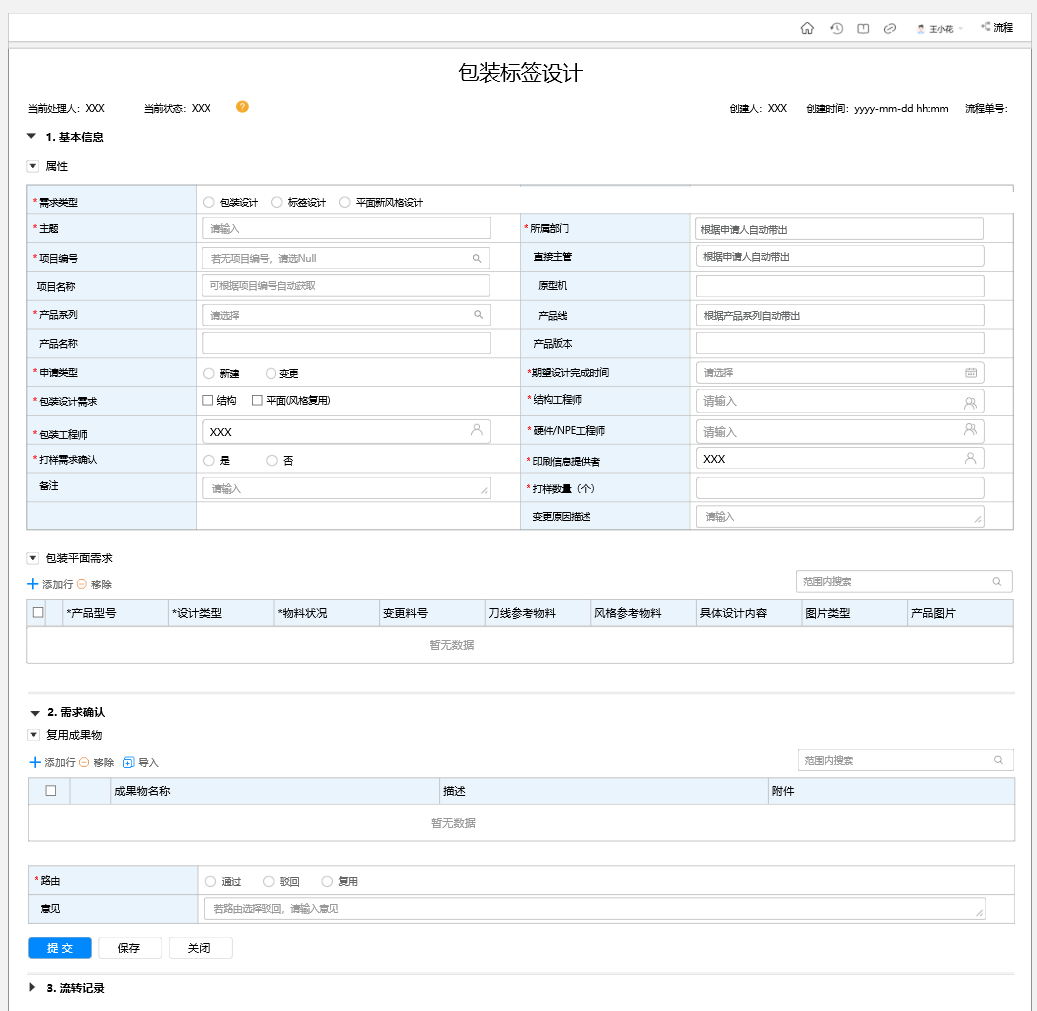 王小花 流程
包装标签设计
当前处理人：XXX 当前状态：XXX ? 创建人：XXX 创建时间：yyyy-mm-dd hh:mm 流程单号：
1. 基本信息
属性
*需求类型 包装设计 标签设计 平面新风格设计
*主题 请输入 *所属部门 根据申请人自动带出
*项目编号 若无项目编号，请选Null 直接主管 根据申请人自动带出
项目名称 可根据项目编号自动获取 原型机
*产品系列 请选择 产品线 根据产品系列自动带出
产品名称 产品版本
*申请类型 新建 变更 *期望设计完成时间 请选择
*包装设计需求 结构 平面(风格复用) *结构工程师 请输入
*包装工程师 XXX *硬件/NPE工程师 请输入
*打样需求确认 是 否 *印刷信息提供者 XXX
备注 请输入 *打样数量（个）
变更原因描述 请输入
包装平面需求
添加行 移除 范围内搜索
*产品型号 *设计类型 *物料状况 变更料号 刀线参考物料 风格参考物料 具体设计内容 图片类型 产品图片
暂无数据
2. 需求确认
复用成果物
添加行 移除 导入 范围内搜索
成果物名称 描述 附件
暂无数据
*路由 通过 驳回 复用
意见 若路由选择驳回，请输入意见
提 交 保存 关闭
3. 流转记录